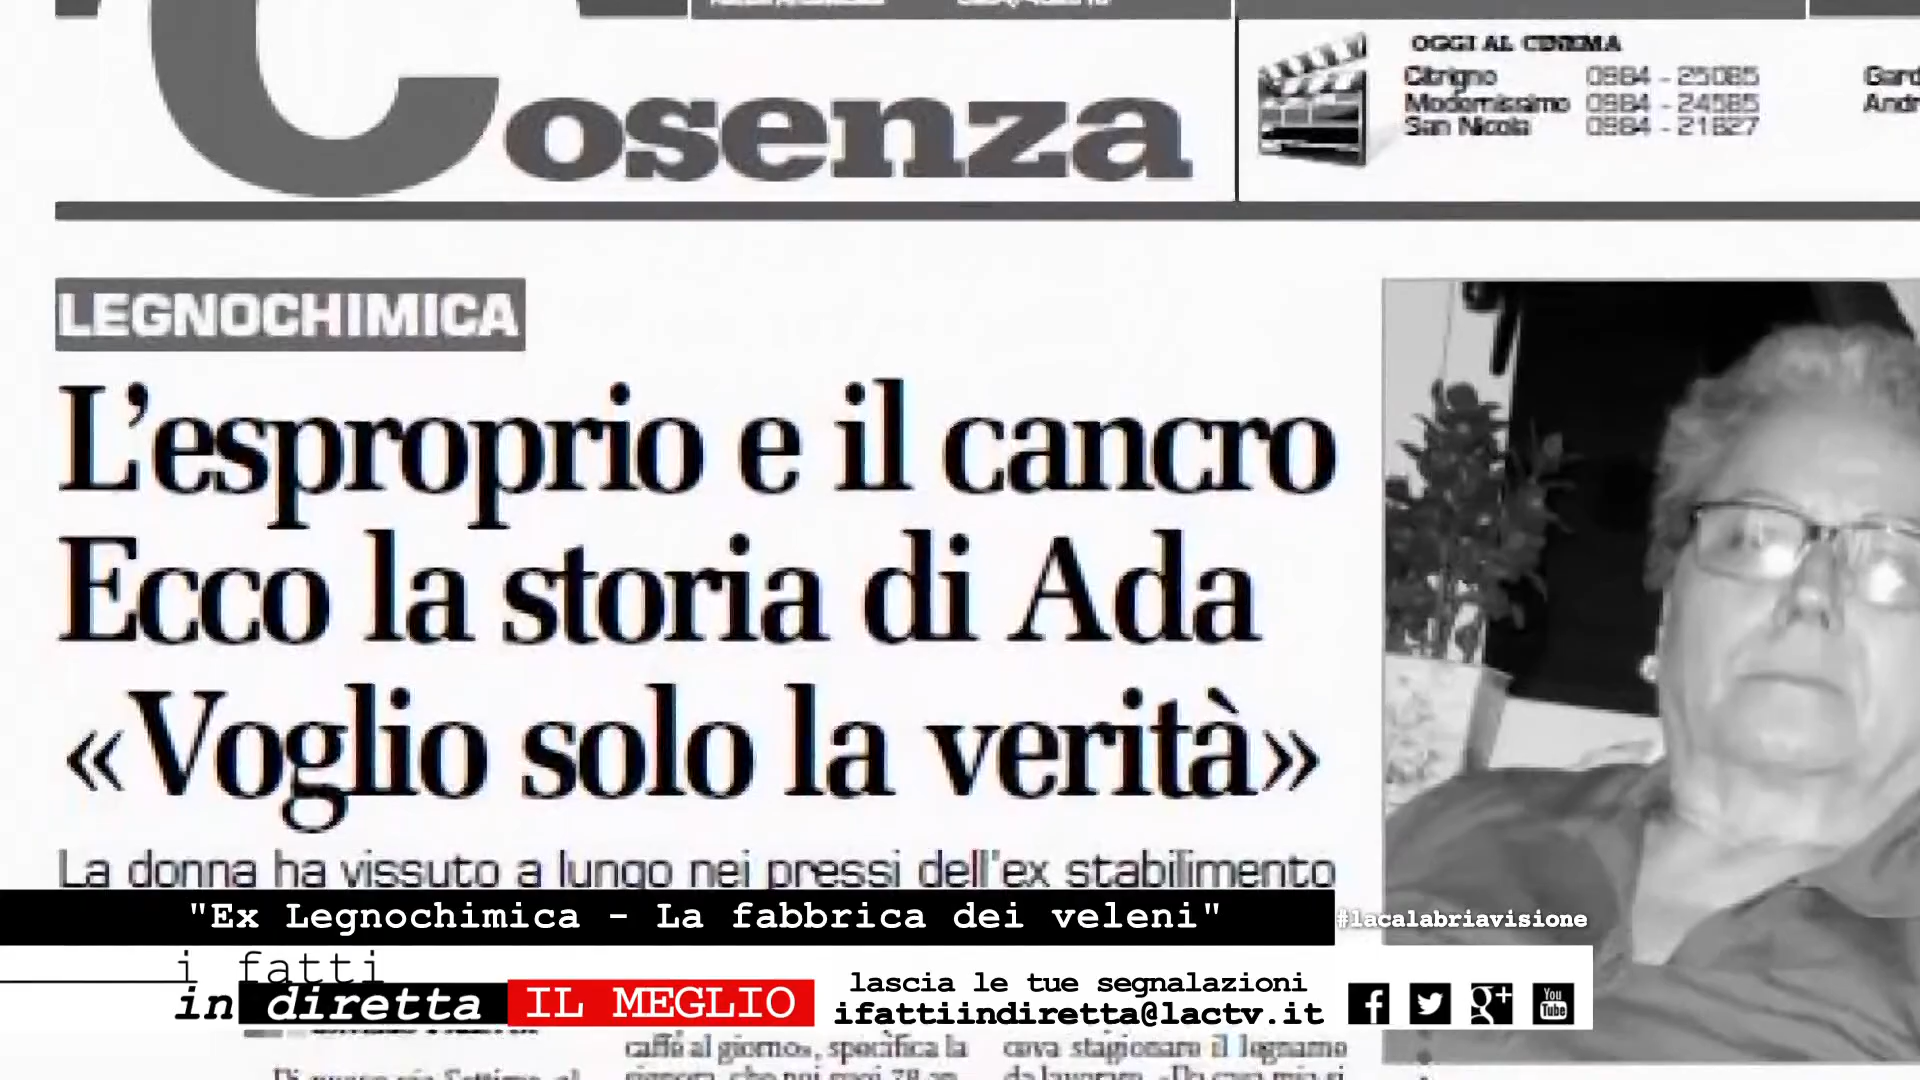 Cosenza
OGGI AL CINEMA
Citrigno 0984 - 25085
Modernissimo 0984 - 24585
San Nicola 0984 - 21827
LEGNOCHIMICA
L'esproprio e il cancro
Ecco la storia di Ada
«Voglio solo la verità»
La donna ha vissuto a lungo nei pressi dell'ex stabilimento
"Ex Legnochimica - La fabbrica dei veleni"
#lacalabriavisione
i fatti
in diretta
IL MEGLIO
lascia le tue segnalazioni
ifattiindiretta@lactv.it
f
g+
You
Tube
caffè al giorno», specifica la
ceva stagionare il legname